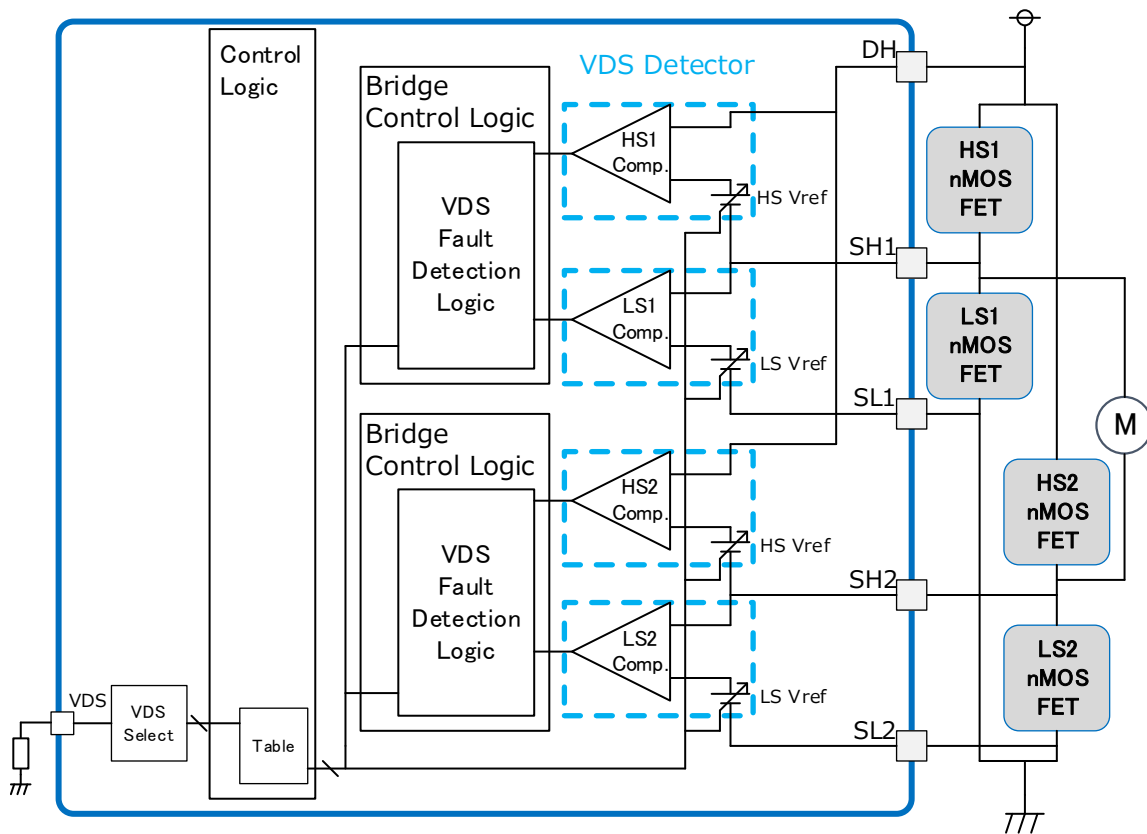 Control
Logic
Bridge
Control Logic
VDS
Fault
Detection
Logic
VDS Detector
HS1
Comp.
HS Vref
LS1
Comp.
LS Vref
DH
SH1
SL1
HS1
nMOS
FET
LS1
nMOS
FET
M
Bridge
Control Logic
VDS
Fault
Detection
Logic
HS2
Comp.
HS Vref
LS2
Comp.
LS Vref
SH2
SL2
HS2
nMOS
FET
LS2
nMOS
FET
VDS
VDS
Select
Table